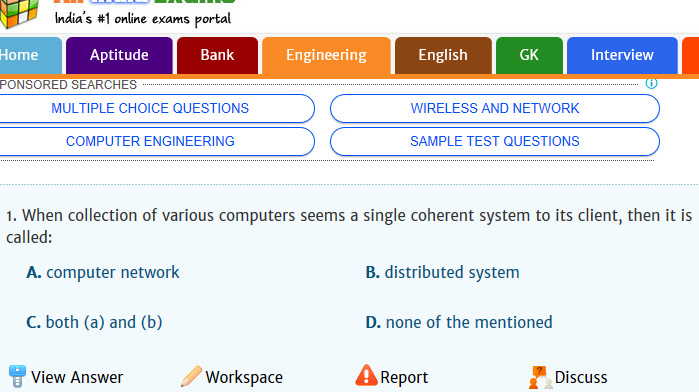 India's #1 online exams portal
Home Aptitude Bank Engineering English GK Interview
PONSORED SEARCHES
MULTIPLE CHOICE QUESTIONS WIRELESS AND NETWORK
COMPUTER ENGINEERING SAMPLE TEST QUESTIONS
1. When collection of various computers seems a single coherent system to its client, then it is
called:
A. computer network B. distributed system
C. both (a) and (b) D. none of the mentioned
View Answer Workspace Report Discuss